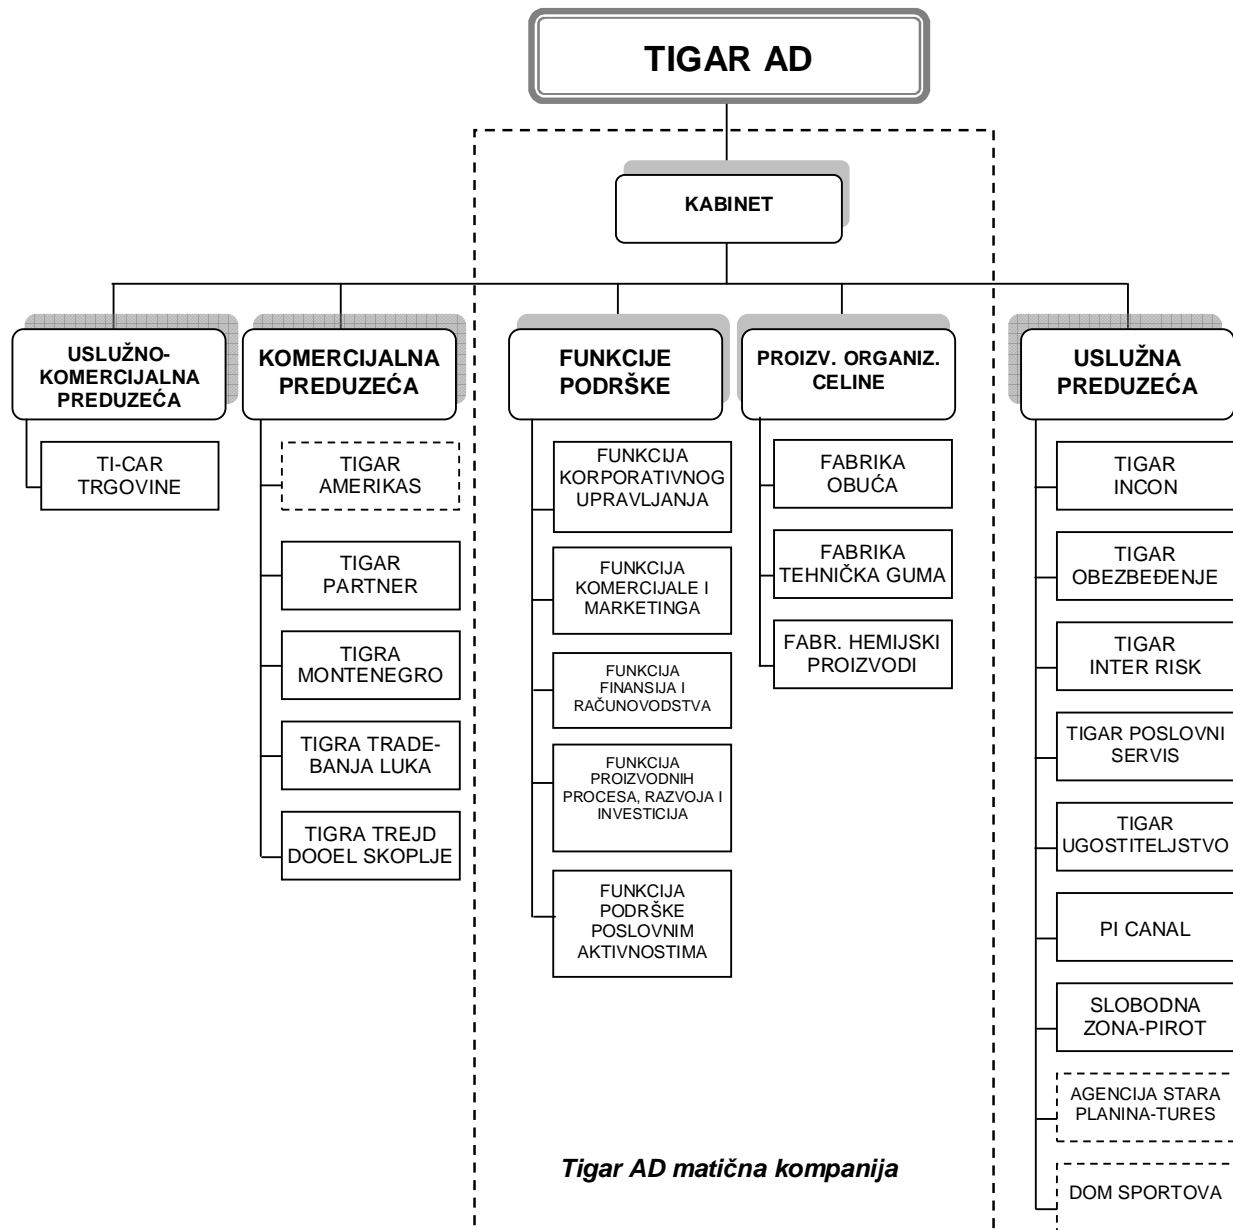 TIGAR AD
KABINET
USLUŽNO-
KOMERCIJALNA
PREDUZEĆA
TI-CAR
TRGOVINE
KOMERCIJALNA
PREDUZEĆA
TIGAR
AMERIKAS
TIGAR
PARTNER
TIGRA
MONTENEGRO
TIGRA TRADE-
BANJA LUKA
TIGRA TREJD
DOOEL SKOPLJE
FUNKCIJE
PODRŠKE
FUNKCIJA
KORPORATIVNOG
UPRAVLJANJA
FUNKCIJA
KOMERCIJALE I
MARKETINGA
FUNKCIJA
FINANSIJA I
RAČUNOVODSTVA
FUNKCIJA
PROIZVODNIH
PROCESA, RAZVOJA I
INVESTICIJA
FUNKCIJA
PODRŠKE
POSLOVNIM
AKTIVNOSTIMA
PROIZV. ORGANIZ.
CELINE
FABRIKA
OBUĆA
FABRIKA
TEHNIČKA GUMA
FABR. HEMIJSKI
PROIZVODI
USLUŽNA
PREDUZEĆA
TIGAR
INCON
TIGAR
OBEZBEĐENJE
TIGAR
INTER RISK
TIGAR POSLOVNI
SERVIS
TIGAR
UGOSTITELJSTVO
PI CANAL
SLOBODNA
ZONA-PIROT
AGENCIJA STARA
PLANINA-TURES
DOM SPORTOVA
Tigar AD matična kompanija